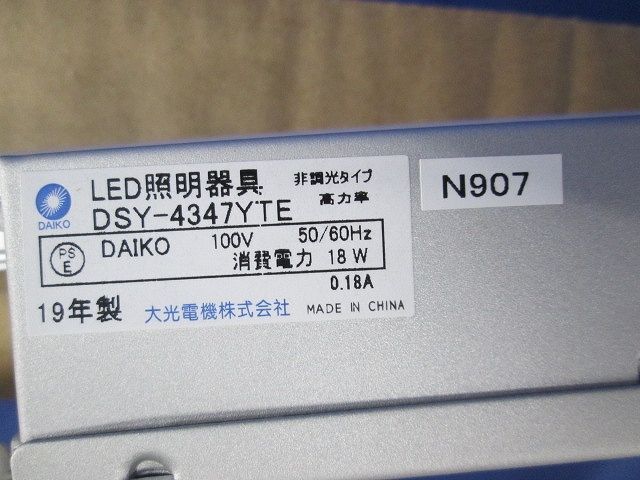 LED照明器具 非調光タイプ
DSY-4347YTE 高力率
DAIKO
PS
E
DAIKO 100V 50/60Hz
消費電力 18W
0.18A
19年製 大光電機株式会社 MADE IN CHINA
N907